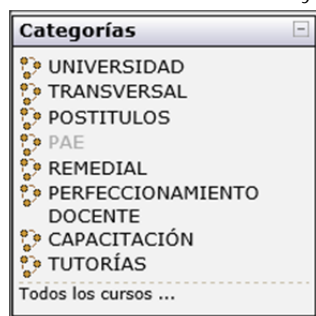 Categorías
UNIVERSIDAD
TRANSVERSAL
POSTITULOS
PAE
REMEDIAL
PERFECCIONAMIENTO
DOCENTE
CAPACITACIÓN
TUTORÍAS
Todos los cursos ...